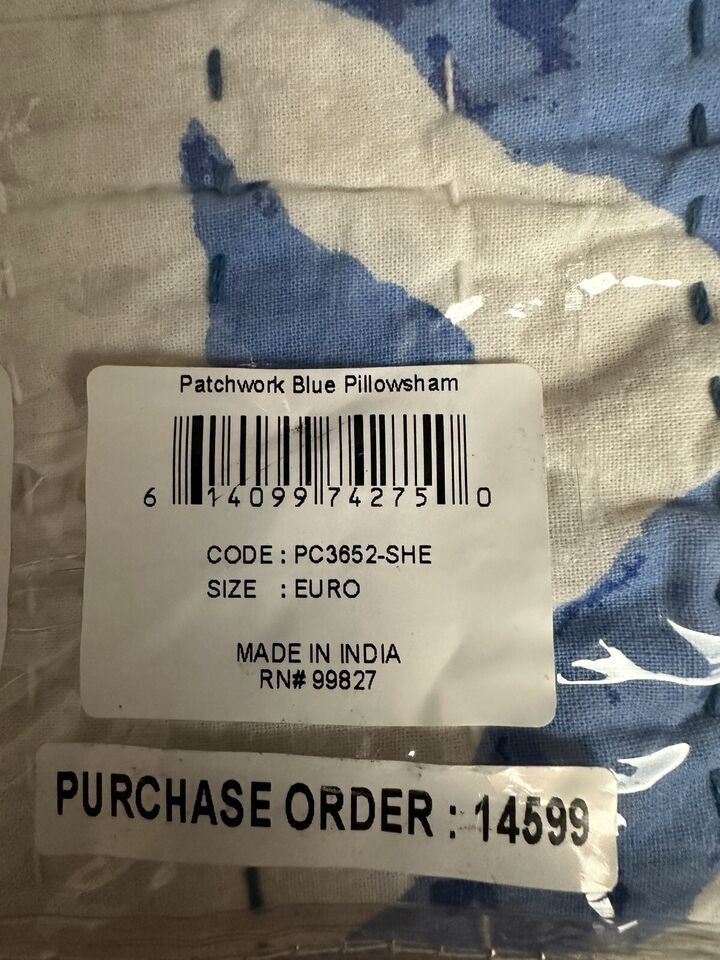 Patchwork Blue Pillowsham
6 14099 74275 0
CODE : PC3652-SHE
SIZE : EURO
MADE IN INDIA
RN# 99827
PURCHASE ORDER : 14599